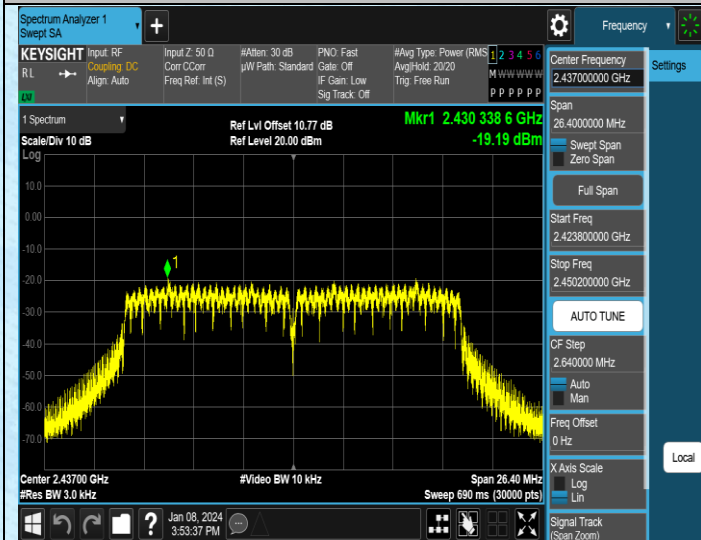 Spectrum Analyzer 1
Swept SA
+
Frequency
KEYSIGHT
RL
LXI
Input: RF
Coupling: DC
Align: Auto
Input Z: 50 Ω
Corr CCorr
Freq Ref: Int (S)
#Atten: 30 dB
µW Path: Standard
PNO: Fast
Gate: Off
IF Gain: Low
Sig Track: Off
#Avg Type: Power (RMS
Avg|Hold: 20/20
Trig: Free Run
1 2 3 4 5 6
M W W W W W
P P P P P P
1 Spectrum
Scale/Div 10 dB
Ref Lvl Offset 10.77 dB
Ref Level 20.00 dBm
Mkr1 2.430 338 6 GHz
-19.19 dBm
Log
10.0
0.00
-10.0
-20.0
-30.0
-40.0
-50.0
-60.0
-70.0
1
Center 2.43700 GHz
#Res BW 3.0 kHz
#Video BW 10 kHz
Span 26.40 MHz
Sweep 690 ms (30000 pts)
Jan 08, 2024
3:53:37 PM
?
Center Frequency
2.437000000 GHz
Span
26.4000000 MHz
Swept Span
Zero Span
Full Span
Start Freq
2.423800000 GHz
Stop Freq
2.450200000 GHz
AUTO TUNE
CF Step
2.640000 MHz
Auto
Man
Freq Offset
0 Hz
X Axis Scale
Log
Lin
Signal Track
(Span Zoom)
Settings
Local